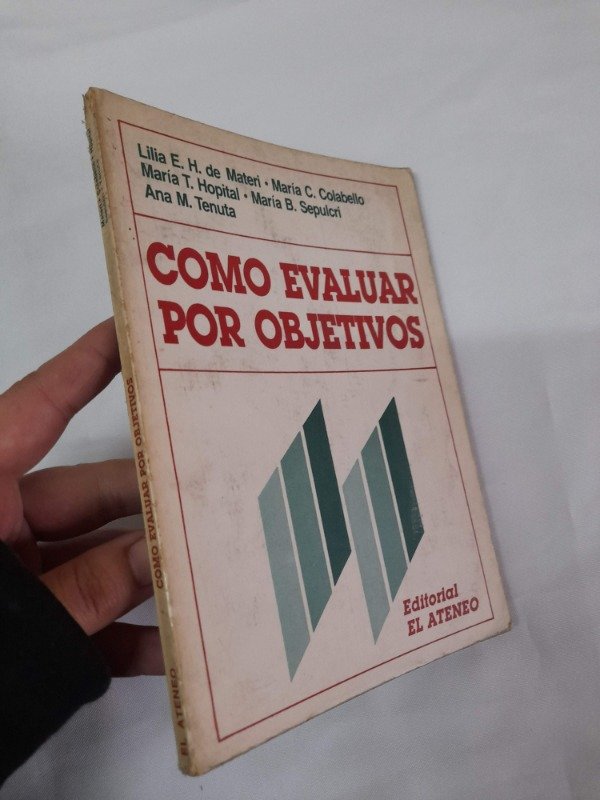 Lilia E. H. de Materi • María C. Colabello
María T. Hopital • María B. Sepulcri
Ana M. Tenuta
COMO EVALUAR
POR OBJETIVOS
Editorial
EL ATENEO
COMO EVALUAR POR OBJETIVOS
EL ATENEO